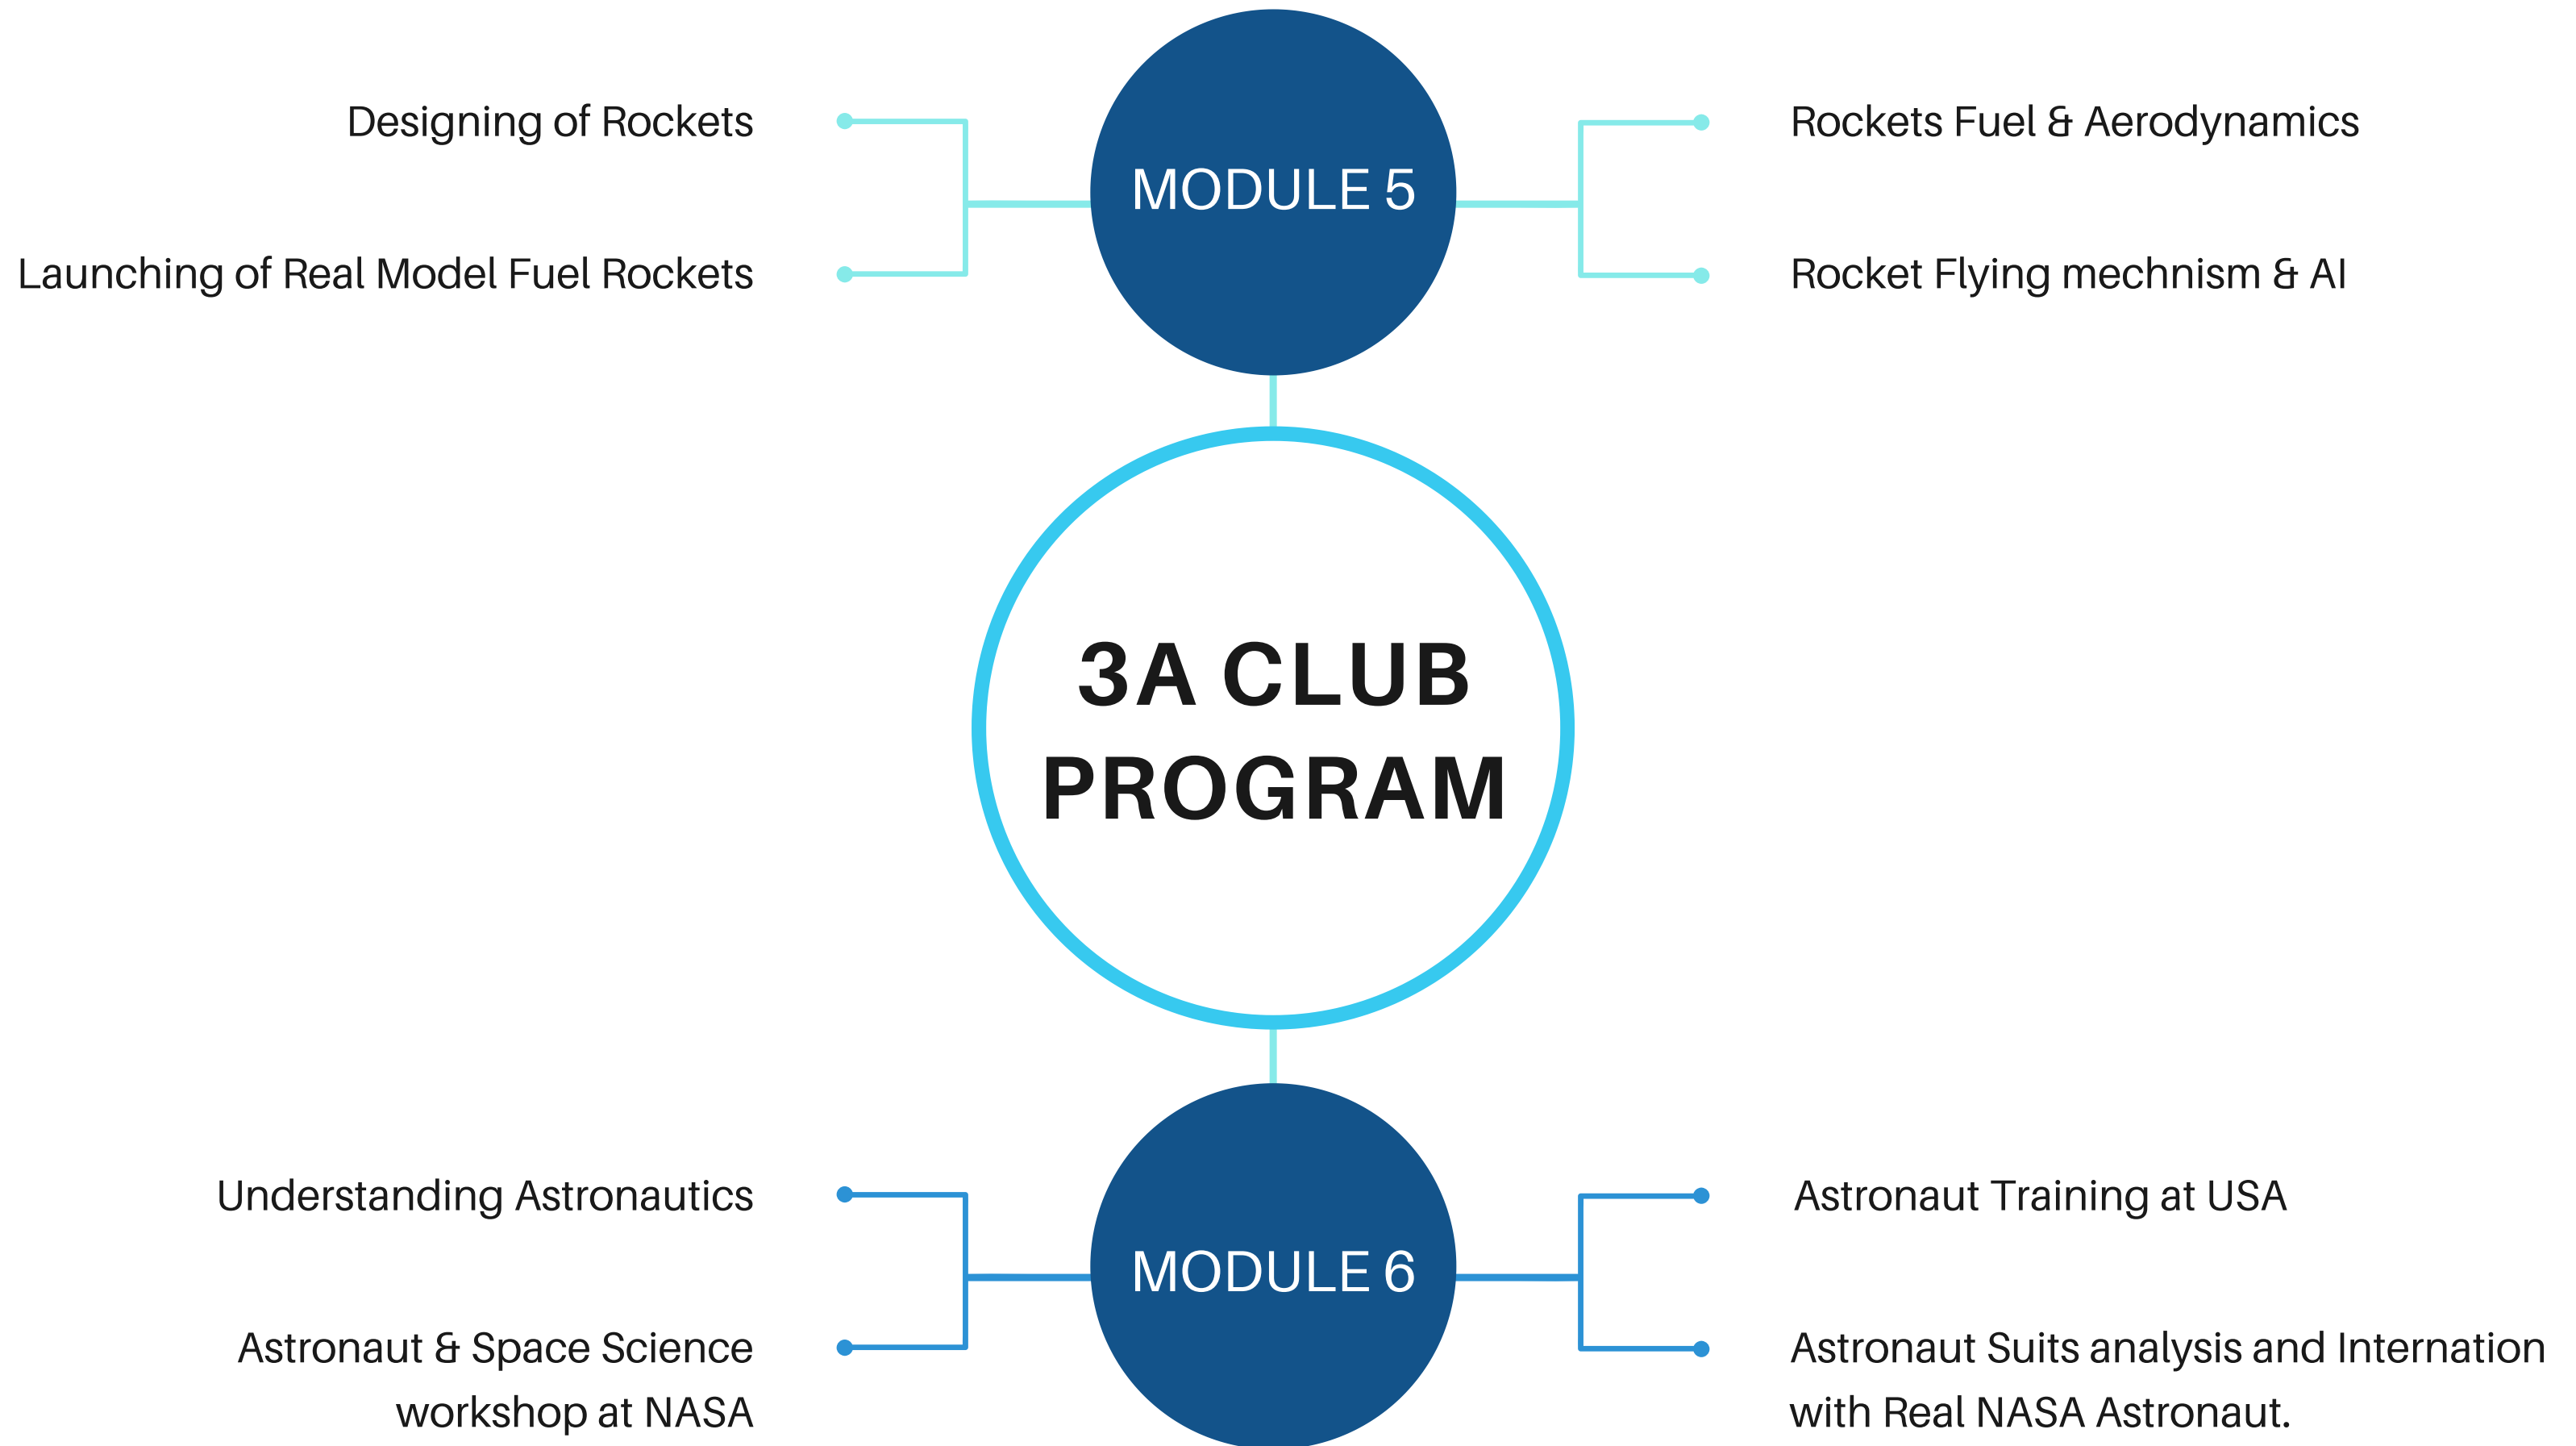 Designing of Rockets
Launching of Real Model Fuel Rockets
MODULE 5
Rockets Fuel & Aerodynamics
Rocket Flying mechnism & AI
3A CLUB
PROGRAM
Understanding Astronautics
Astronaut & Space Science
workshop at NASA
MODULE 6
Astronaut Training at USA
Astronaut Suits analysis and Internation
with Real NASA Astronaut.